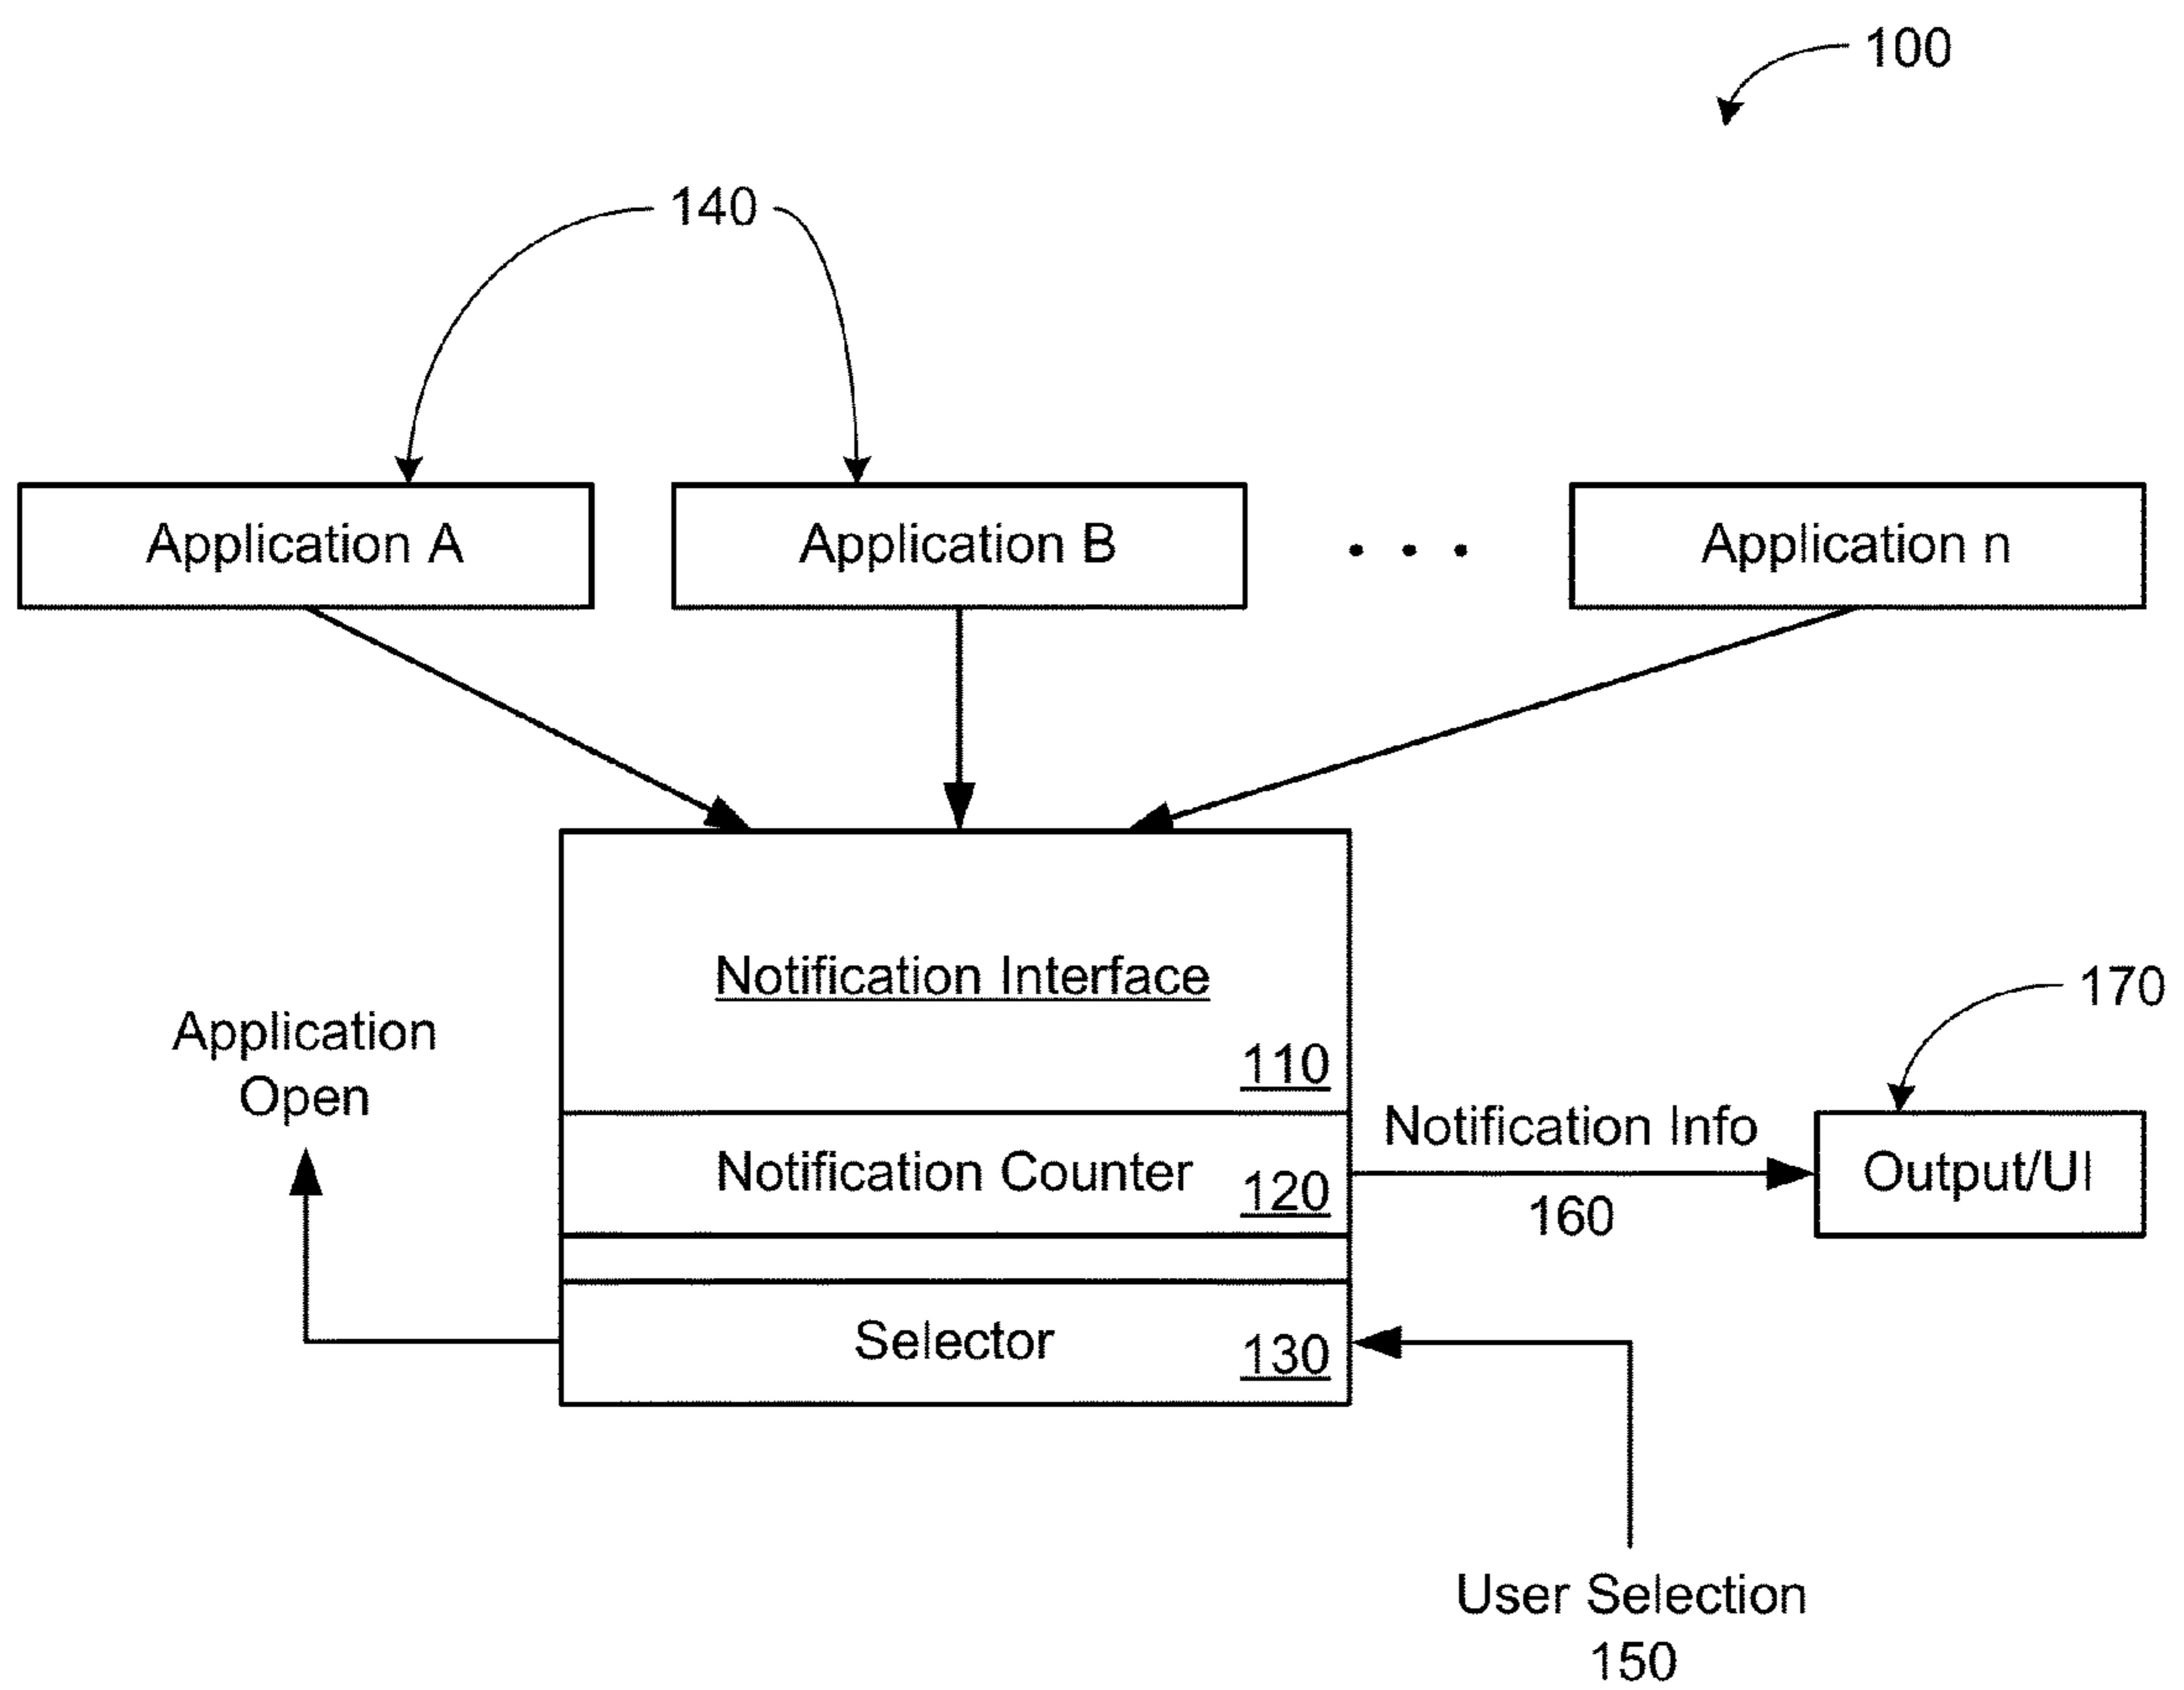 100
140
Application A
Application B
. . .
Application n
Notification Interface
110
Application
Open
170
Notification Counter
120
Notification Info
160
Output/UI
Selector
130
User Selection
150